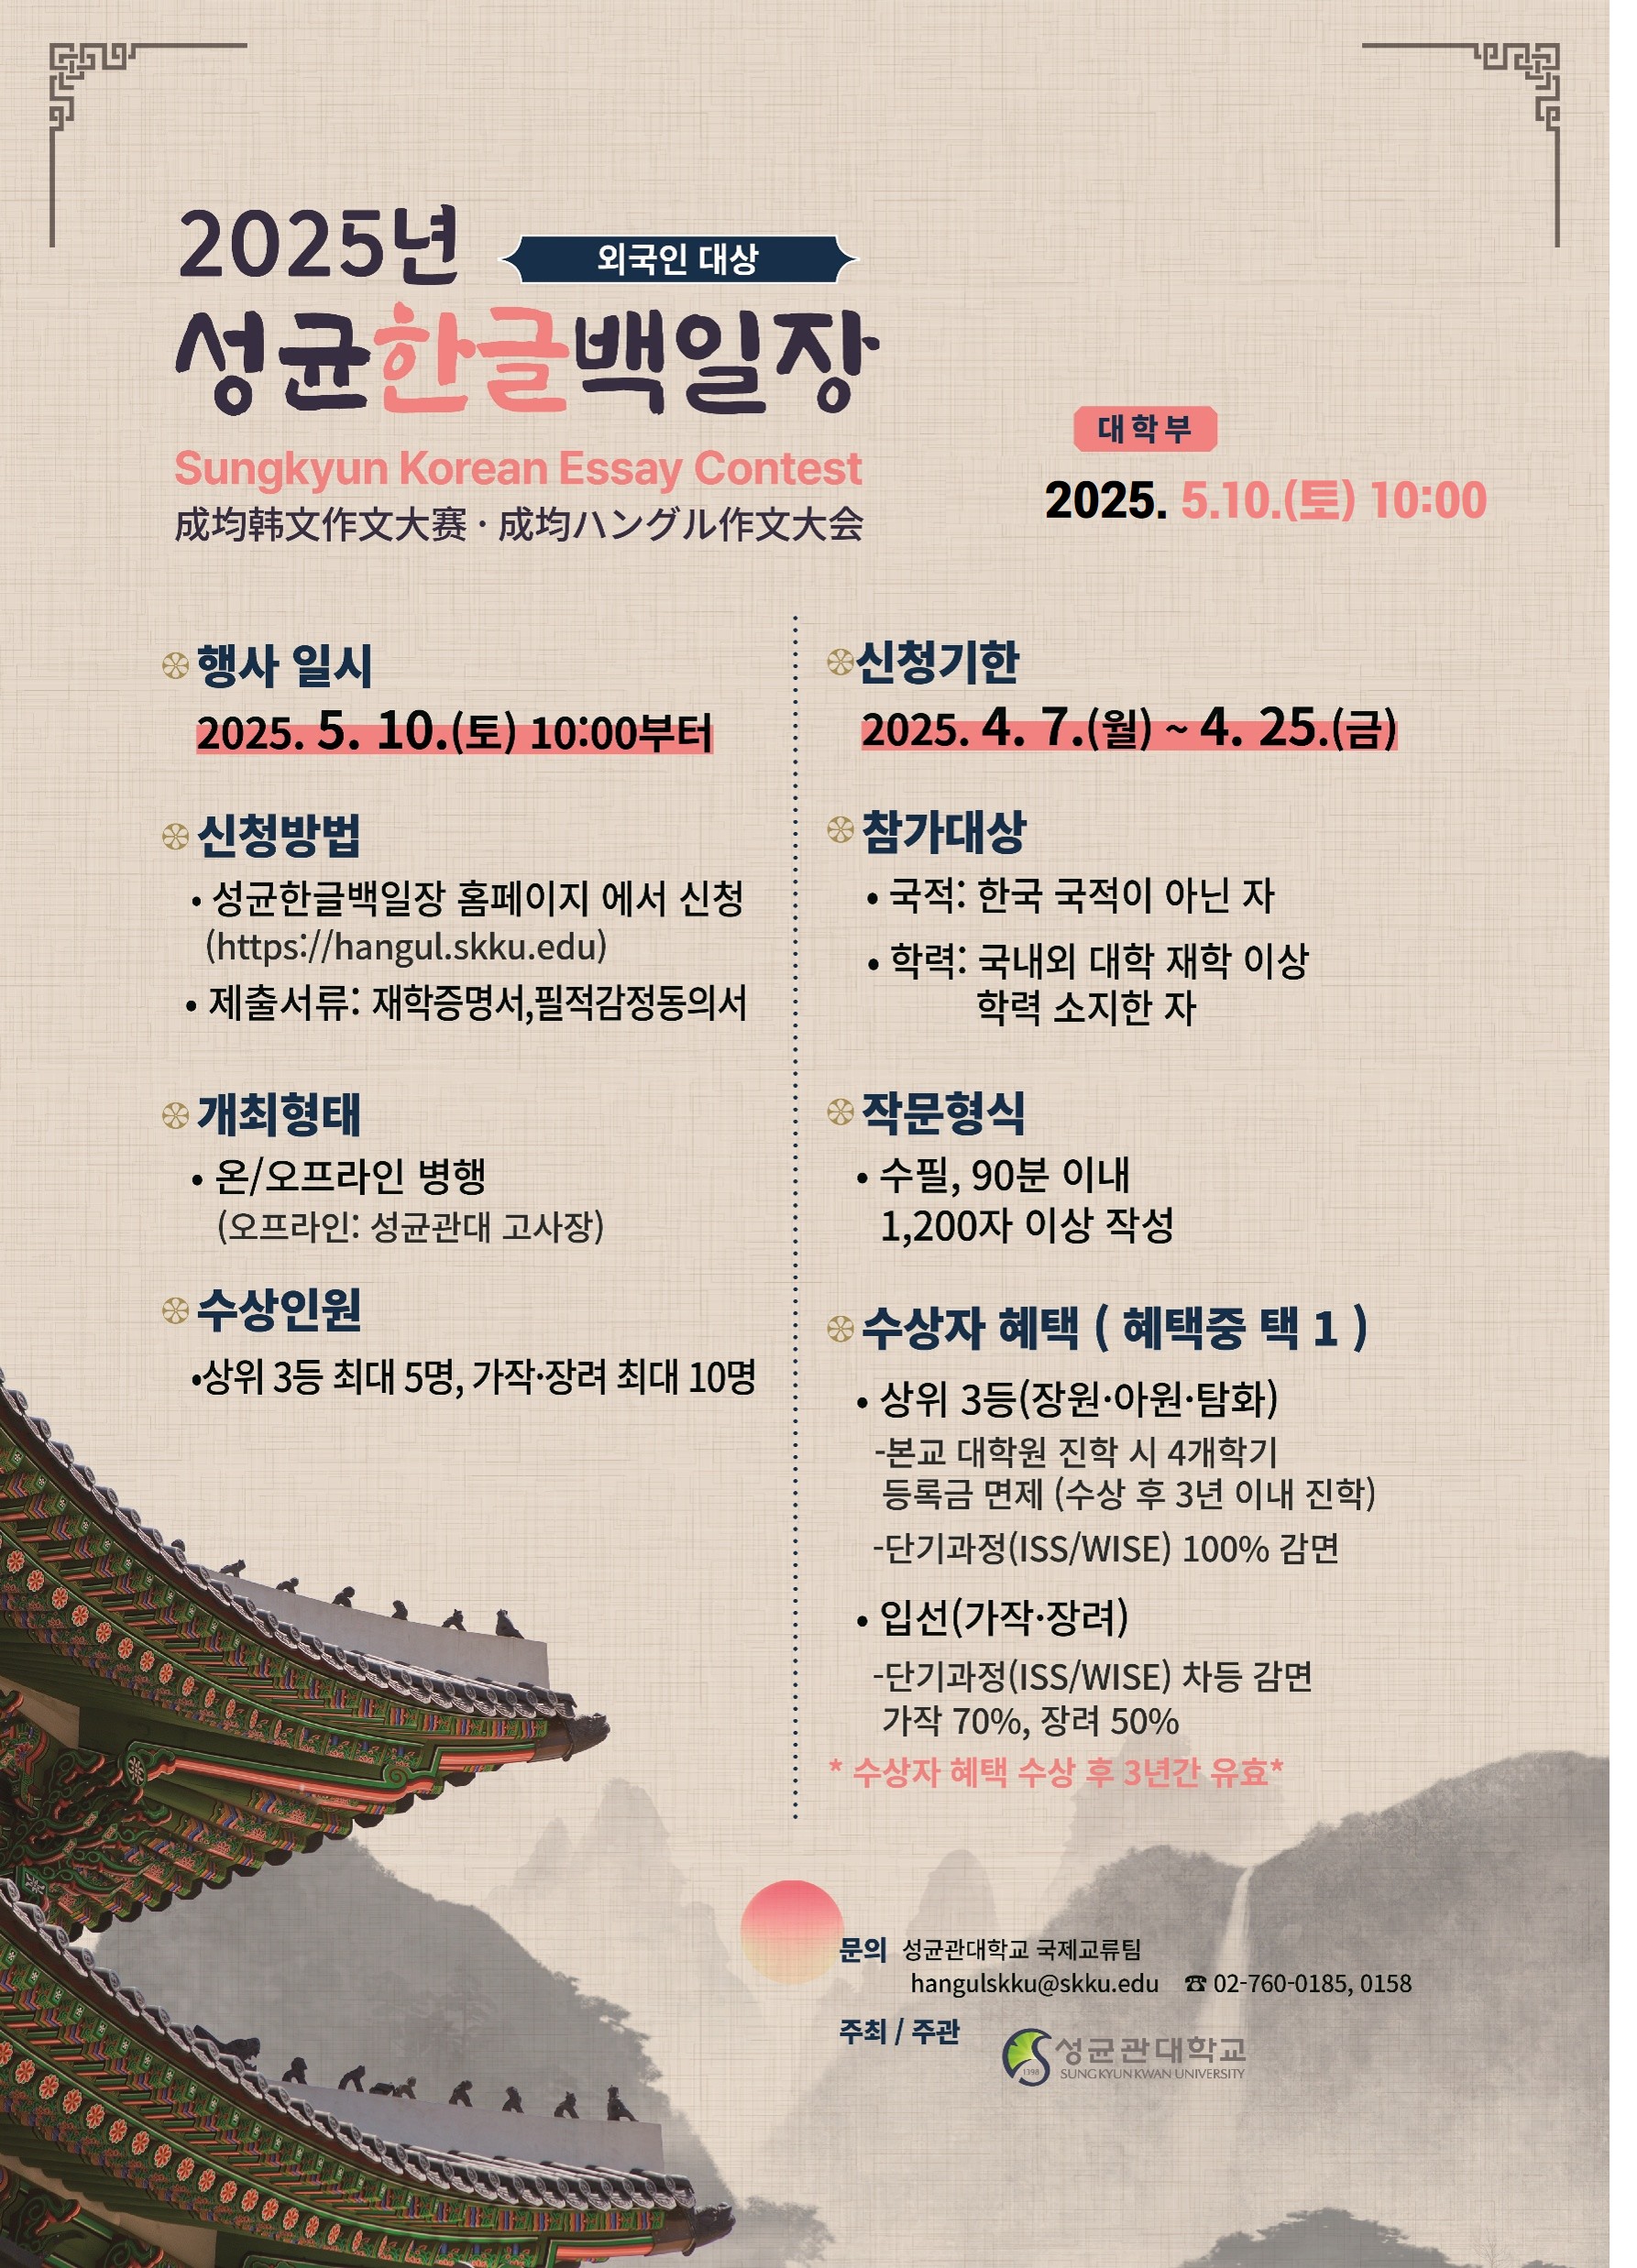 2025년
외국인 대상
성균한글백일장
Sungkyun Korean Essay Contest
成均韩文作文大赛 · 成均ハングル作文大会
대학부
2025. 5.10.(토) 10:00
행사 일시
2025. 5. 10.(토) 10:00부터
신청방법
• 성균한글백일장 홈페이지 에서 신청
(https://hangul.skku.edu)
• 제출서류: 재학증명서,필적감정동의서
개최형태
• 온/오프라인 병행
(오프라인: 성균관대 고사장)
수상인원
•상위 3등 최대 5명, 가작·장려 최대 10명
신청기한
2025. 4. 7.(월) ~ 4. 25.(금)
참가대상
• 국적: 한국 국적이 아닌 자
• 학력: 국내외 대학 재학 이상
학력 소지한 자
작문형식
• 수필, 90분 이내
1,200자 이상 작성
수상자 혜택 ( 혜택중 택 1 )
• 상위 3등(장원·아원·탐화)
-본교 대학원 진학 시 4개학기
등록금 면제 (수상 후 3년 이내 진학)
-단기과정(ISS/WISE) 100% 감면
• 입선(가작·장려)
-단기과정(ISS/WISE) 차등 감면
가작 70%, 장려 50%
* 수상자 혜택 수상 후 3년간 유효*
문의 성균관대학교 국제교류팀
hangulskku@skku.edu ☎ 02-760-0185, 0158
주최 / 주관
1398
성균관대학교
SUNGKYUNKWAN UNIVERSITY